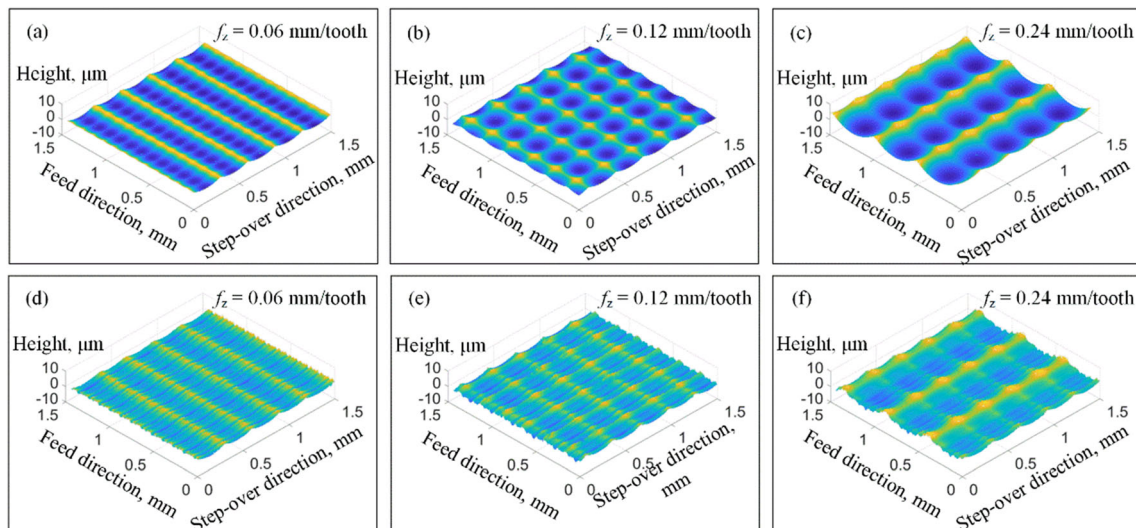 (a)
f_z = 0.06 mm/tooth
Height, μm
10
0
-10
1.5
1
0.5
0
Feed direction, mm
0
0.5
1
1.5
Step-over direction, mm
(b)
f_z = 0.12 mm/tooth
Height, μm
10
0
-10
1.5
1
0.5
0
Feed direction, mm
0
0.5
1
1.5
Step-over direction, mm
(c)
f_z = 0.24 mm/tooth
Height, μm
10
0
-10
1.5
1
0.5
0
Feed direction, mm
0
0.5
1
1.5
Step-over direction, mm
(d)
f_z = 0.06 mm/tooth
Height, μm
10
0
-10
1.5
1
0.5
0
Feed direction, mm
0
0.5
1
1.5
Step-over direction, mm
(e)
f_z = 0.12 mm/tooth
Height, μm
10
0
-10
1.5
1
0.5
0
Feed direction, mm
0
0.5
1
1.5
Step-over direction,
mm
(f)
f_z = 0.24 mm/tooth
Height, μm
10
0
-10
1.5
1
0.5
0
Feed direction, mm
0
0.5
1
1.5
Step-over direction, mm